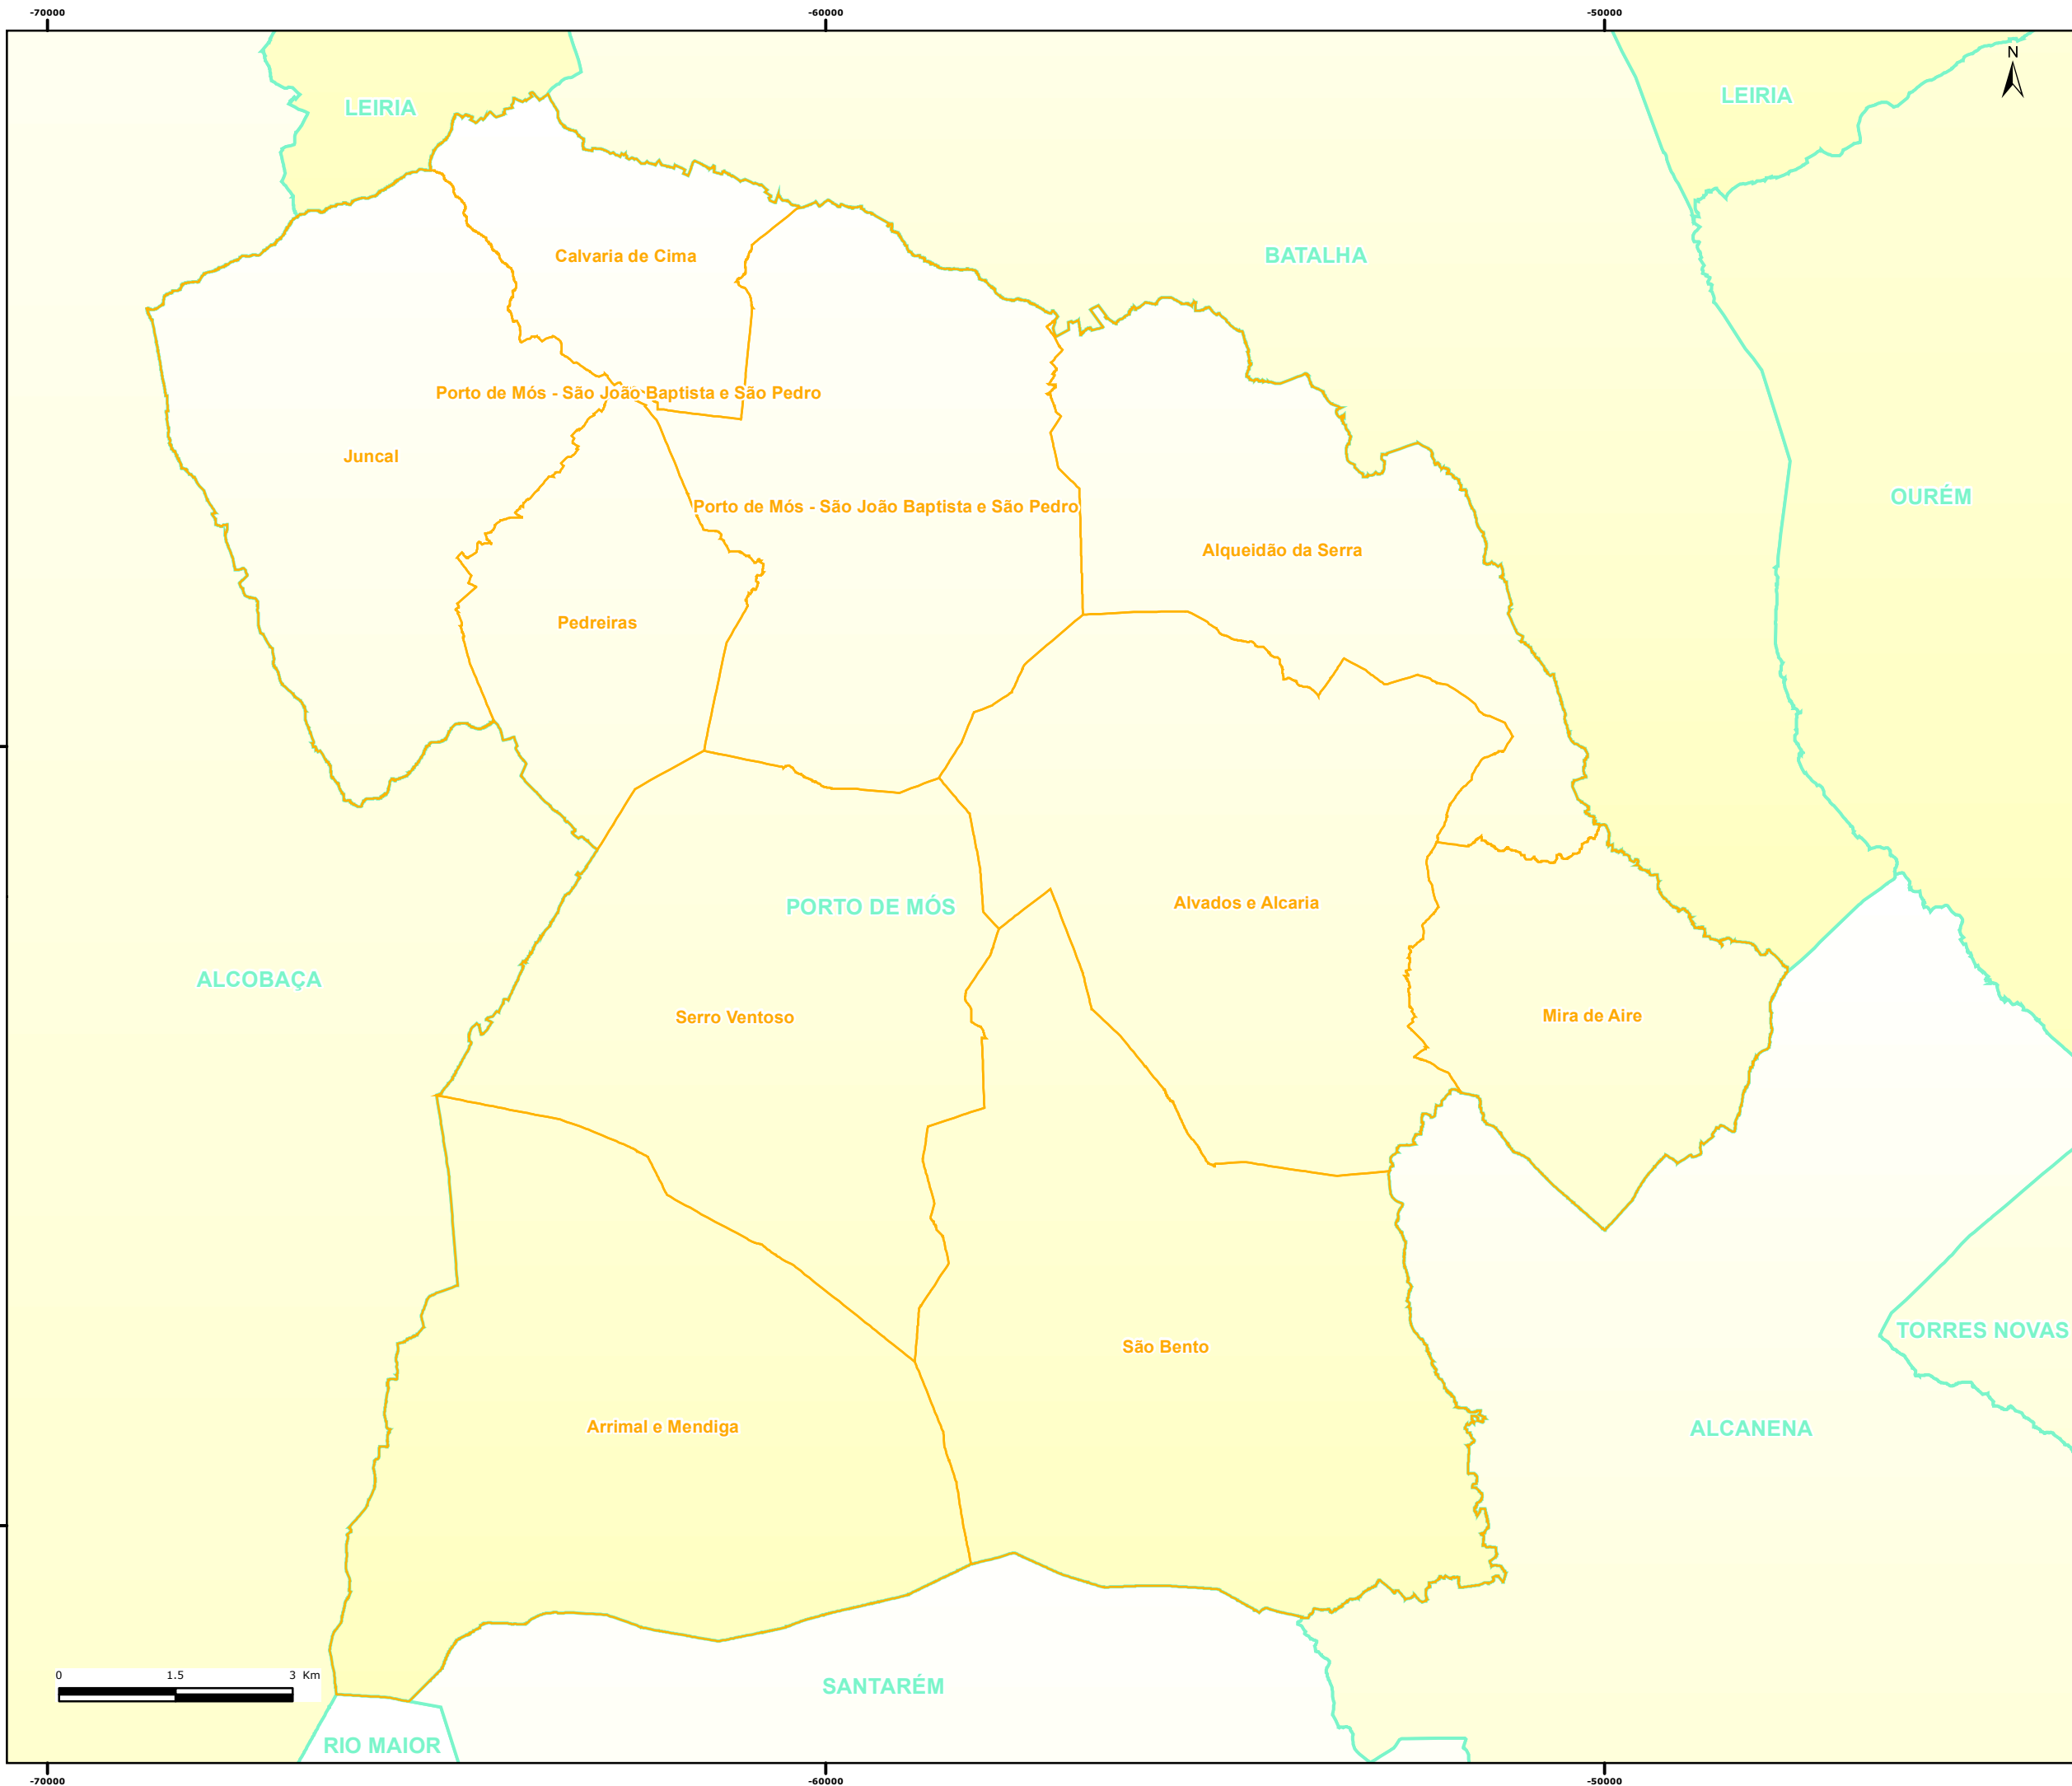 -70000 -60000 -50000
N
LEIRIA
LEIRIA
BATALHA
Calvaria de Cima
Porto de Mós - São João Baptista e São Pedro
Juncal
OURÉM
Porto de Mós - São João Baptista e São Pedro
Alqueidão da Serra
Pedreiras
Alvados e Alcaria
PORTO DE MÓS
ALCOBAÇA
Mira de Aire
Serro Ventoso
TORRES NOVAS
São Bento
Arrimal e Mendiga
ALCANENA
0 1.5 3 Km
SANTARÉM
RIO MAIOR
-70000 -60000 -50000